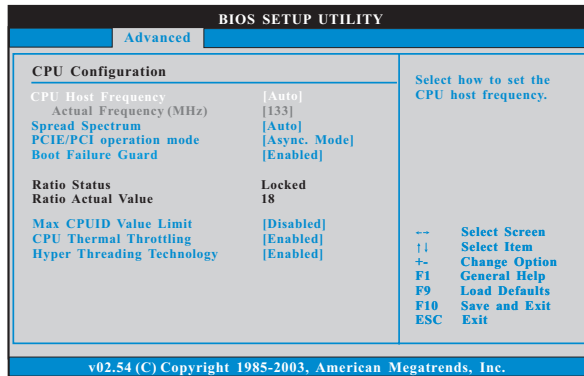 BIOS SETUP UTILITY
Advanced
CPU Configuration
CPU Host Frequency [Auto]
Actual Frequency (MHz) [133]
Spread Spectrum [Auto]
PCIE/PCI operation mode [Async. Mode]
Boot Failure Guard [Enabled]
Ratio Status Locked
Ratio Actual Value 18
Max CPUID Value Limit [Disabled]
CPU Thermal Throttling [Enabled]
Hyper Threading Technology [Enabled]
Select how to set the
CPU host frequency.
←→ Select Screen
↑↓ Select Item
+- Change Option
F1 General Help
F9 Load Defaults
F10 Save and Exit
ESC Exit
v02.54 (C) Copyright 1985-2003, American Megatrends, Inc.